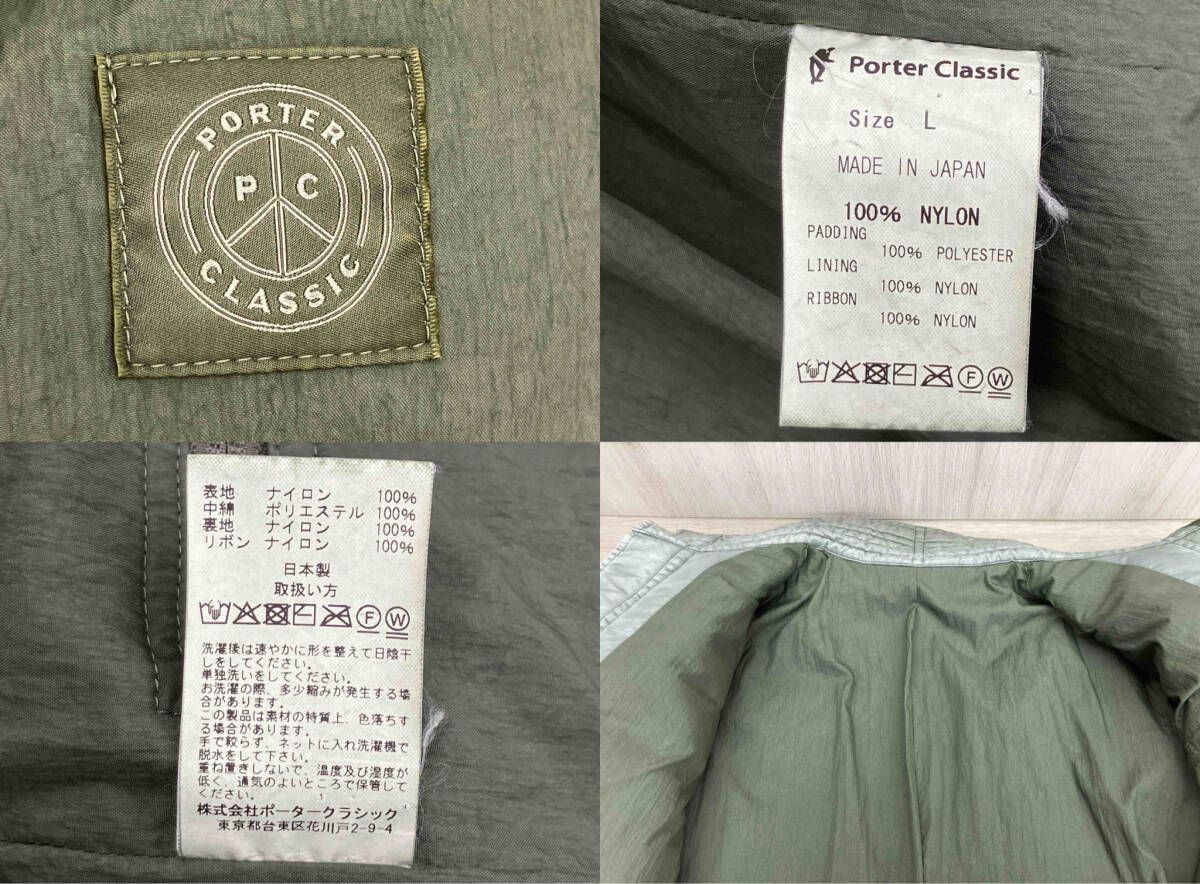 PORTER
P C
CLASSIC
Porter Classic
Size L
MADE IN JAPAN
100% NYLON
PADDING
100% POLYESTER
LINING
100% NYLON
RIBBON
100% NYLON
F W
表地 ナイロン 100%
中綿 ポリエステル 100%
裏地 ナイロン 100%
リボン ナイロン 100%
日本製
取扱い方
F W
洗濯後は速やかに形を整えて日陰干
しをしてください。
単独洗いをしてください。
お洗濯の際、多少縮みが発生する場
合があります。
この製品は素材の特質上、色落ちす
る場合があります。
手で絞らず、ネットに入れ洗濯機で
脱水をして下さい。
重ね置きしないで、温度及び湿度が
低く、通気のよいところで保管して
ください。
株式会社ポータークラシック
東京都台東区花川戸2-9-4